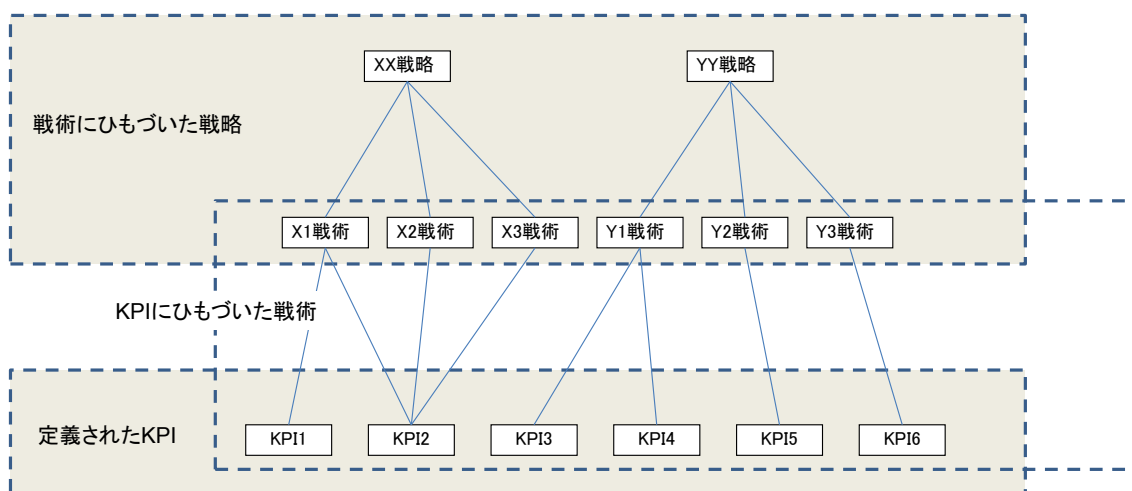 XX戦略
YY戦略
戦術にひもづいた戦略
X1戦術
X2戦術
X3戦術
Y1戦術
Y2戦術
Y3戦術
KPIにひもづいた戦術
定義されたKPI
KPI1
KPI2
KPI3
KPI4
KPI5
KPI6